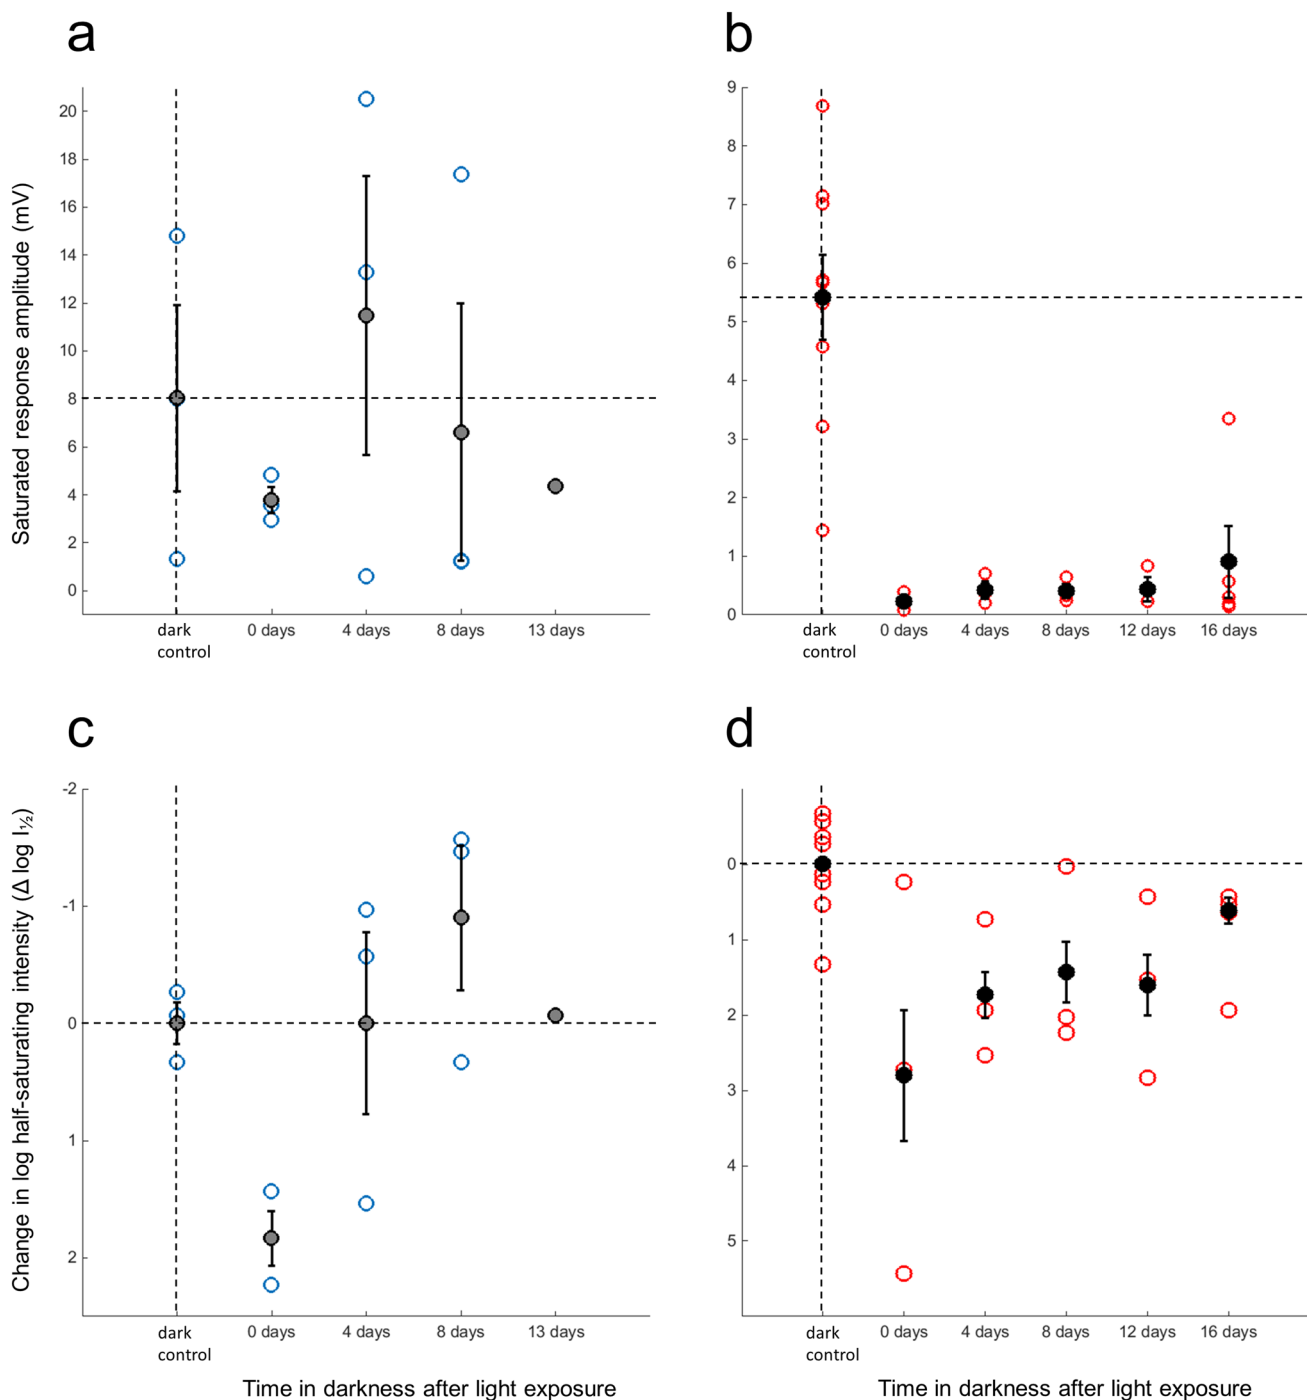 a
b
Saturated response amplitude (mV)
20
18
16
14
12
10
8
6
4
2
0
dark control
0 days
4 days
8 days
13 days
9
8
7
6
5
4
3
2
1
0
dark control
0 days
4 days
8 days
12 days
16 days
c
d
Change in log half-saturating intensity (Δ log I½)
-2
-1
0
1
2
dark control
0 days
4 days
8 days
13 days
Time in darkness after light exposure
0
1
2
3
4
5
dark control
0 days
4 days
8 days
12 days
16 days
Time in darkness after light exposure